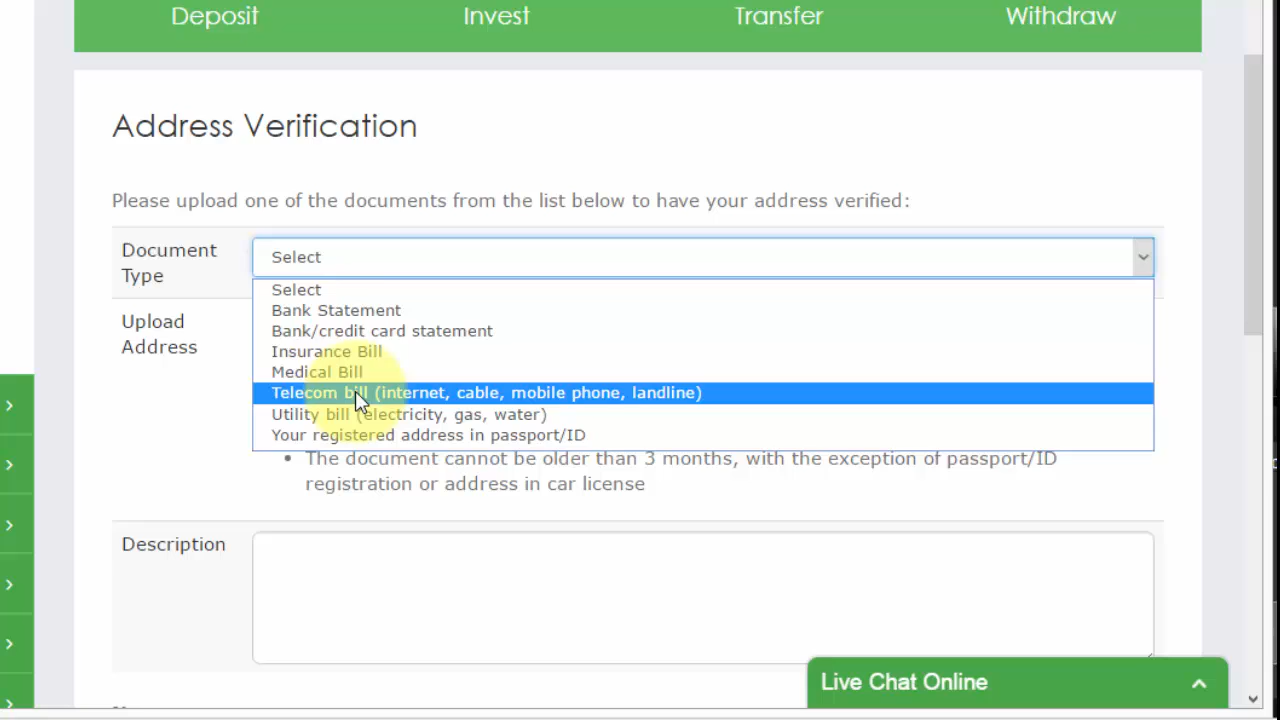 Deposit Invest Transfer Withdraw
Address Verification
Please upload one of the documents from the list below to have your address verified:
Document
Type
Select
Select
Bank Statement
Bank/credit card statement
Insurance Bill
Medical Bill
Telecom bill (internet, cable, mobile phone, landline)
Utility bill (electricity, gas, water)
Your registered address in passport/ID
Upload
Address
• The document cannot be older than 3 months, with the exception of passport/ID
registration or address in car license
Description
Live Chat Online